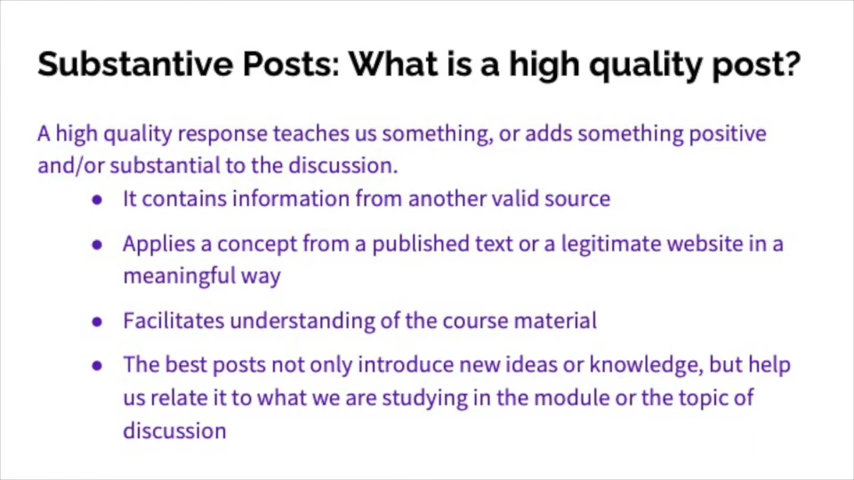 Substantive Posts: What is a high quality post?
A high quality response teaches us something, or adds something positive
and/or substantial to the discussion.
● It contains information from another valid source
● Applies a concept from a published text or a legitimate website in a
meaningful way
● Facilitates understanding of the course material
● The best posts not only introduce new ideas or knowledge, but help
us relate it to what we are studying in the module or the topic of
discussion